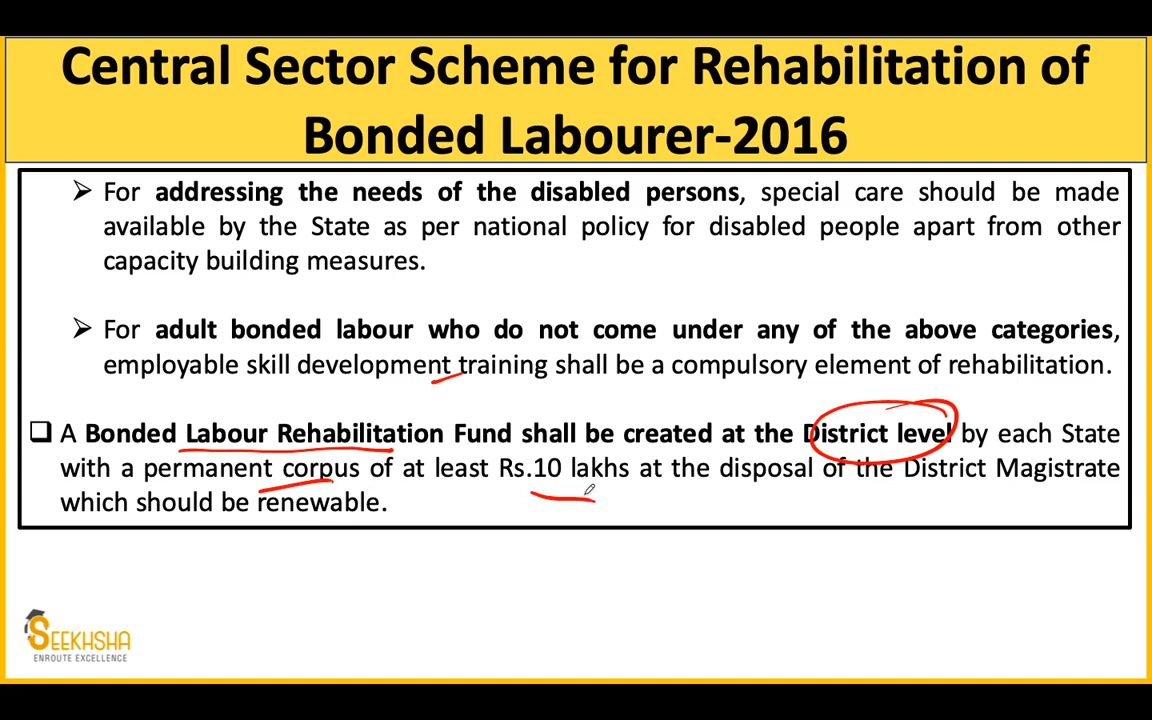 Central Sector Scheme for Rehabilitation of
Bonded Labourer-2016
➢ For addressing the needs of the disabled persons, special care should be made
available by the State as per national policy for disabled people apart from other
capacity building measures.
➢ For adult bonded labour who do not come under any of the above categories,
employable skill development training shall be a compulsory element of rehabilitation.
❑ A Bonded Labour Rehabilitation Fund shall be created at the District level by each State
with a permanent corpus of at least Rs.10 lakhs at the disposal of the District Magistrate
which should be renewable.
SEEKHSHA
ENROUTE EXCELLENCE